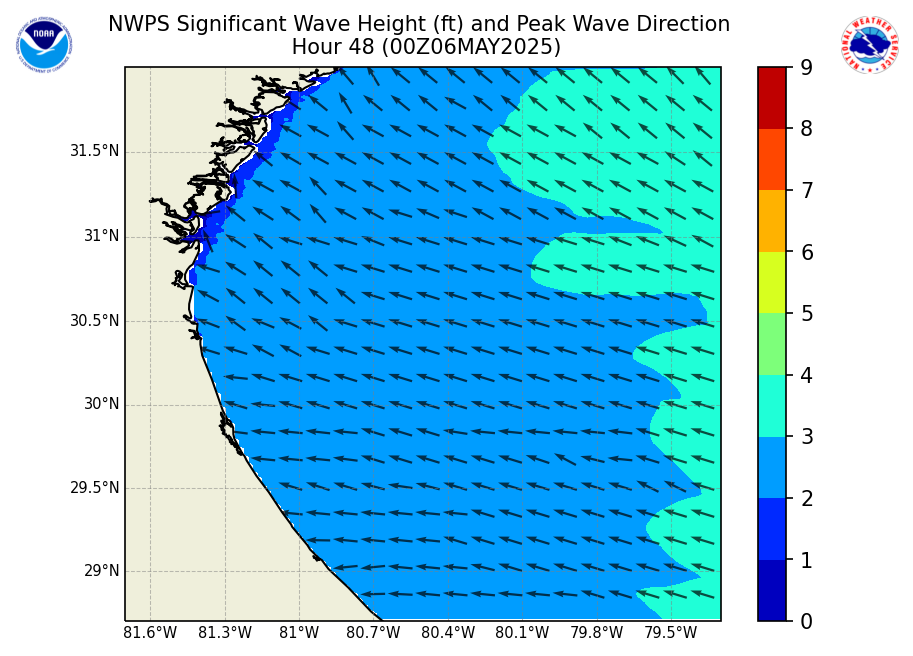 NWPS Significant Wave Height (ft) and Peak Wave Direction
Hour 48 (00Z06MAY2025)
NOAA
NATIONAL WEATHER SERVICE
9
8
7
6
5
4
3
2
1
0
31.5°N
31°N
30.5°N
30°N
29.5°N
29°N
81.6°W 81.3°W 81°W 80.7°W 80.4°W 80.1°W 79.8°W 79.5°W